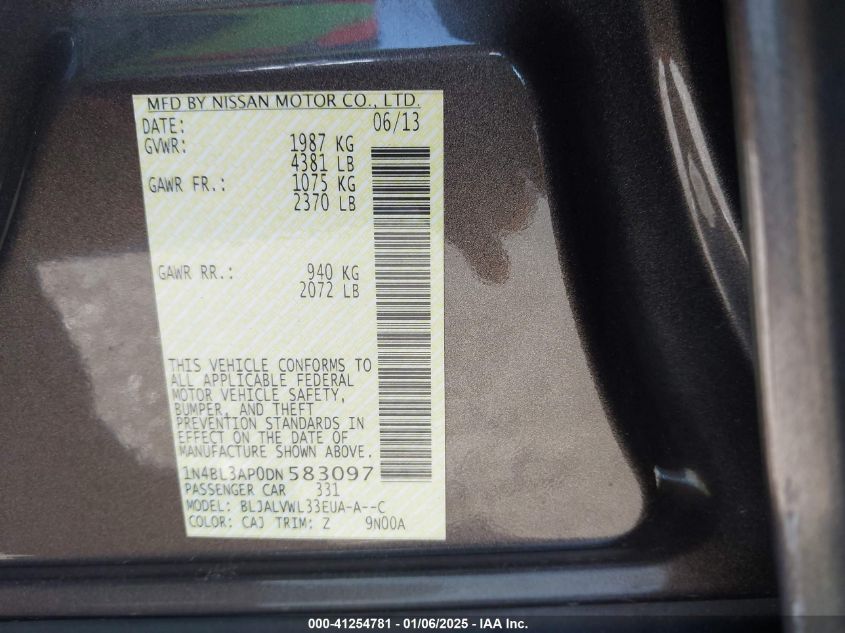 MFD BY NISSAN MOTOR CO., LTD.
DATE: 06/13
GVWR: 1987 KG
4381 LB
GAWR FR.: 1075 KG
2370 LB
GAWR RR.: 940 KG
2072 LB
THIS VEHICLE CONFORMS TO
ALL APPLICABLE FEDERAL
MOTOR VEHICLE SAFETY,
BUMPER, AND THEFT
PREVENTION STANDARDS IN
EFFECT ON THE DATE OF
MANUFACTURE SHOWN ABOVE.
1N4BL3AP0DN 583097
PASSENGER CAR 331
MODEL: BLJALVWL33EUA-A--C
COLOR: CAJ TRIM: Z 9N00A
000-41254781 - 01/06/2025 - IAA Inc.